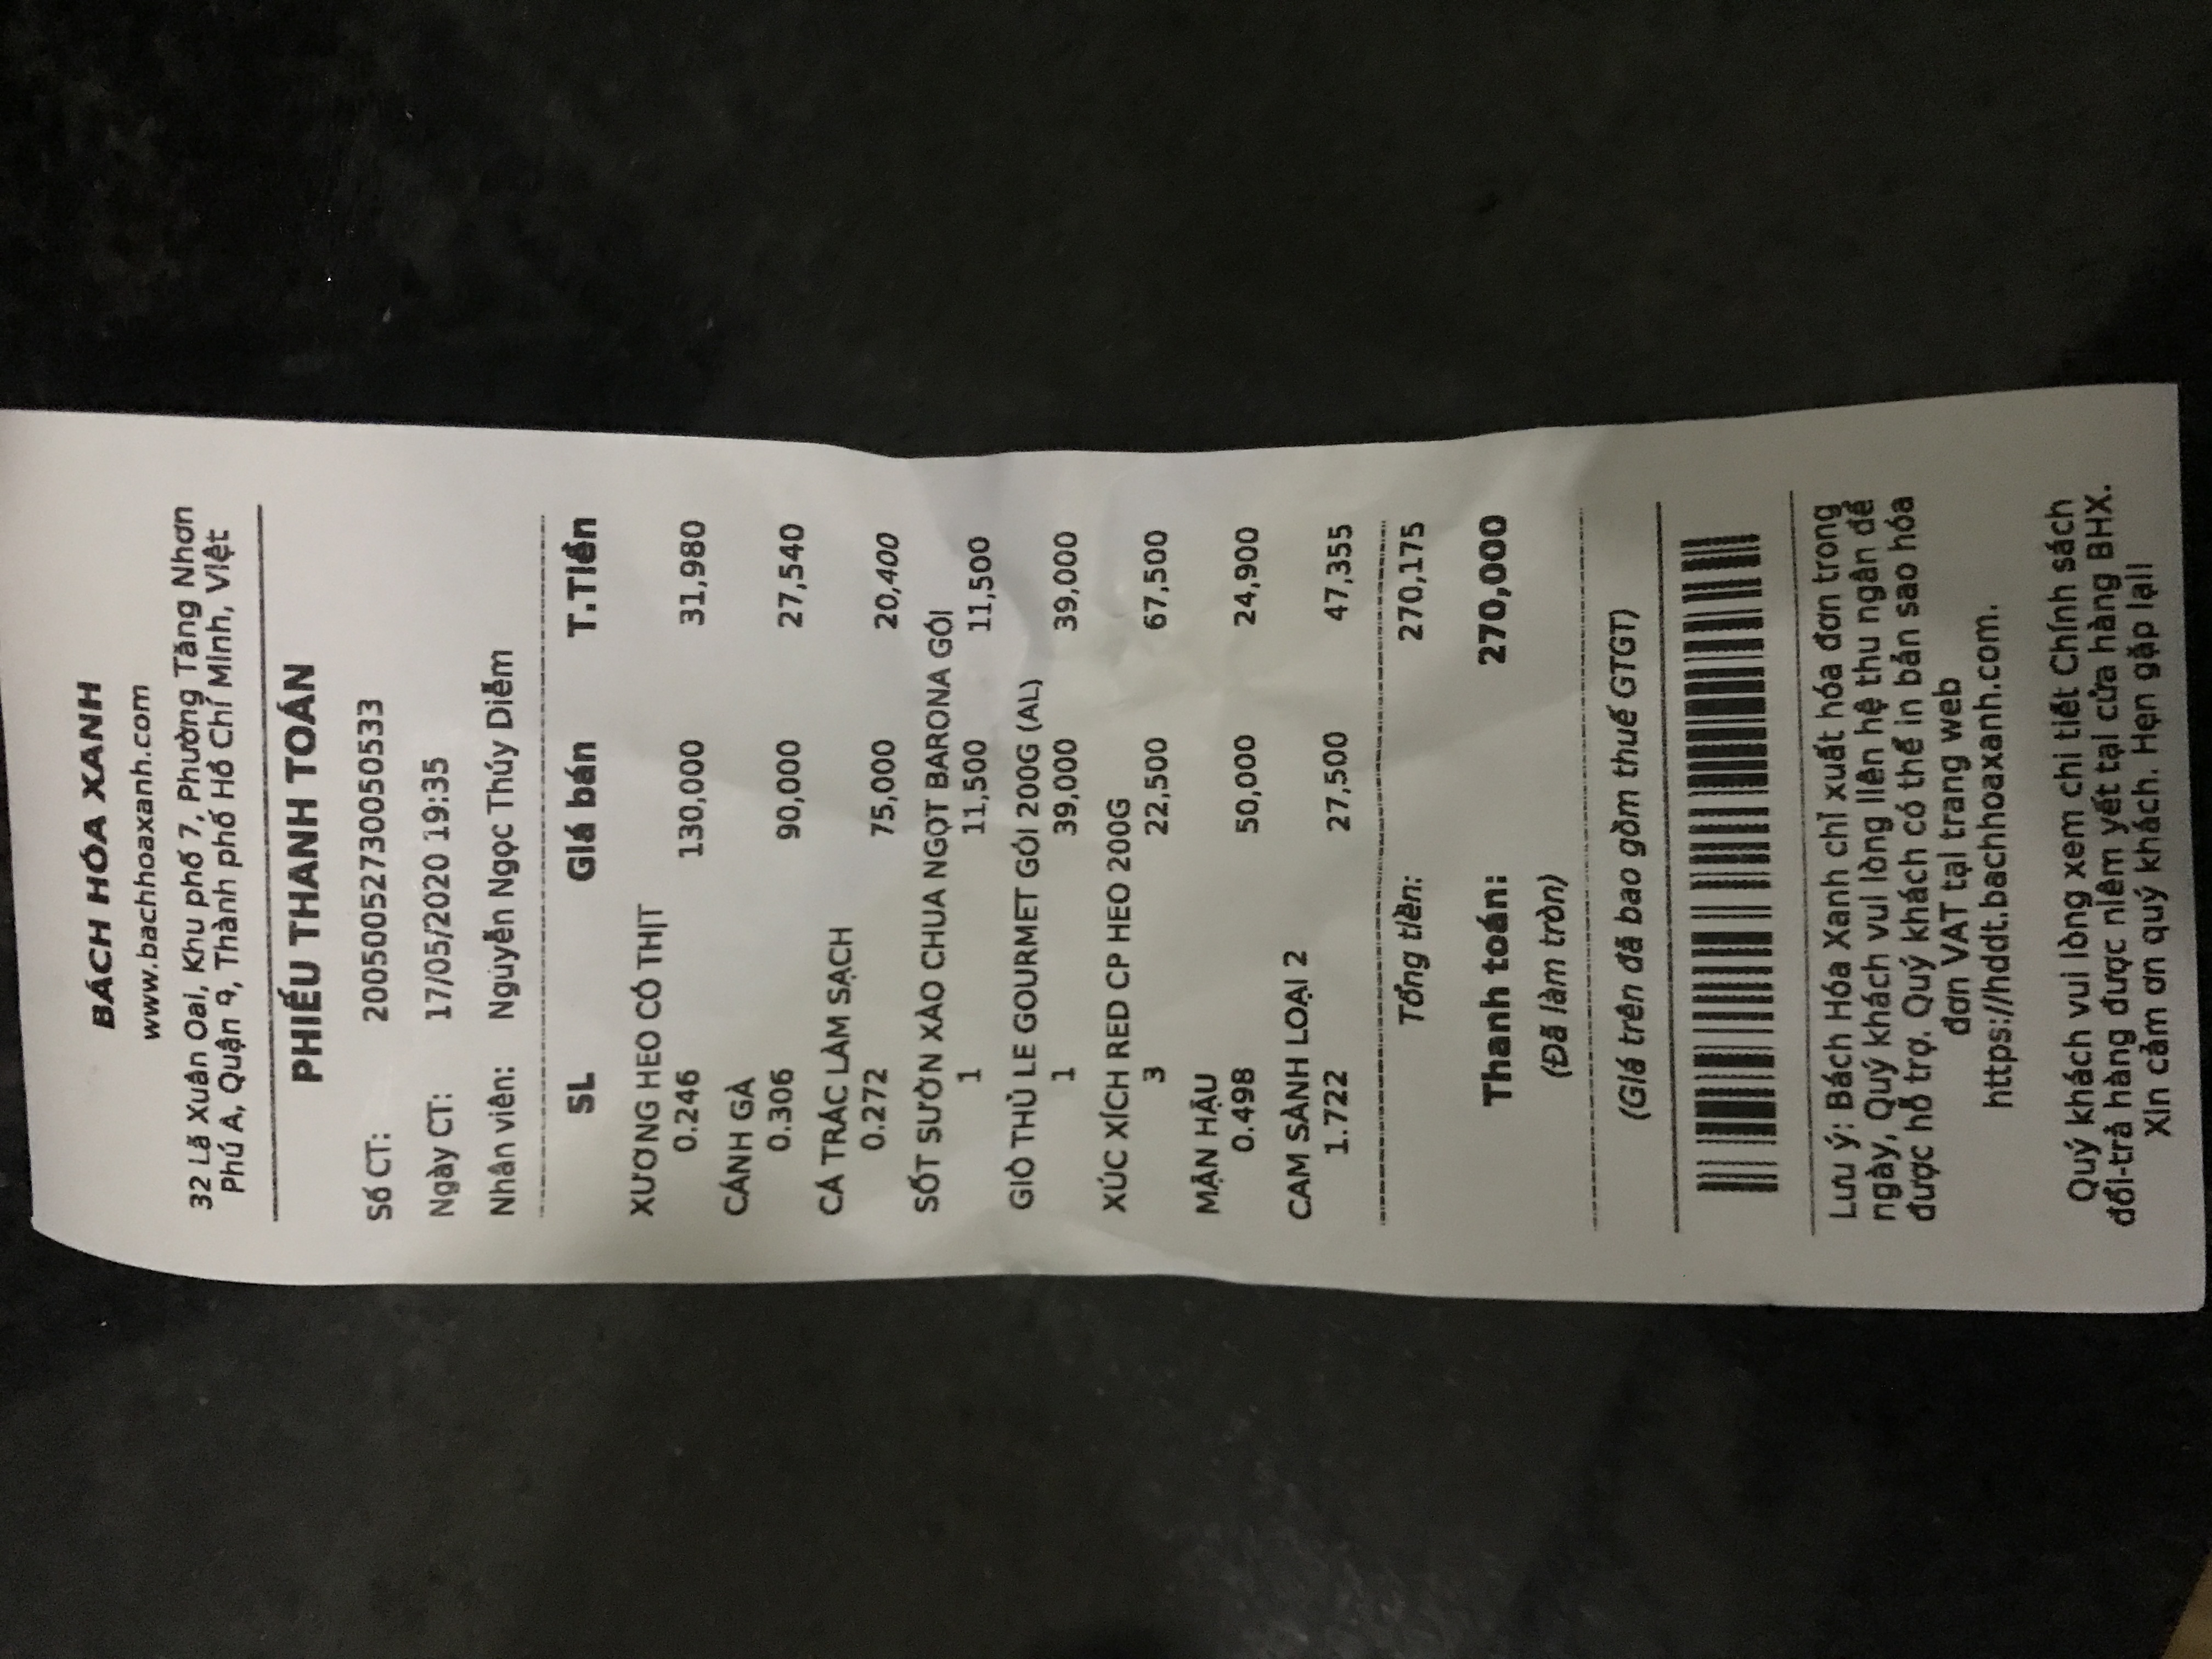 BÁCH HÓA XANH
www.bachhoaxanh.com
32 Lã Xuân Oai, Khu phố 7, Phường Tăng Nhơn
Phú A, Quận 9, Thành phố Hồ Chí Minh, Việt
PHIẾU THANH TOÁN
Số CT: 20050052730050533
Ngày CT: 17/05/2020 19:35
Nhân viên: Nguyễn Ngọc Thúy Diễm
SL Giá bán T.Tiền
XƯƠNG HEO CÓ THỊT
0.246 130,000 31,980
CÁNH GÀ
0.306 90,000 27,540
CÁ TRÁC LÀM SẠCH
0.272 75,000 20,400
SỐT SƯỜN XÀO CHUA NGỌT BARONA GÓI
1 11,500 11,500
GIÒ THỦ LE GOURMET GÓI 200G (AL)
1 39,000 39,000
XÚC XÍCH RED CP HEO 200G
3 22,500 67,500
MẬN HẬU
0.498 50,000 24,900
CAM SÀNH LOẠI 2
1.722 27,500 47,355
Tổng tiền: 270,175
Thanh toán: 270,000
(Đã làm tròn)
(Giá trên đã bao gồm thuế GTGT)
Lưu ý: Bách Hóa Xanh chỉ xuất hóa đơn trong
ngày, Quý khách vui lòng liên hệ thu ngân để
được hỗ trợ. Quý khách có thể in bản sao hóa
đơn VAT tại trang web
https://hddt.bachhoaxanh.com.
Quý khách vui lòng xem chi tiết Chính sách
đổi-trả hàng được niêm yết tại cửa hàng BHX.
Xin cảm ơn quý khách. Hẹn gặp lại!